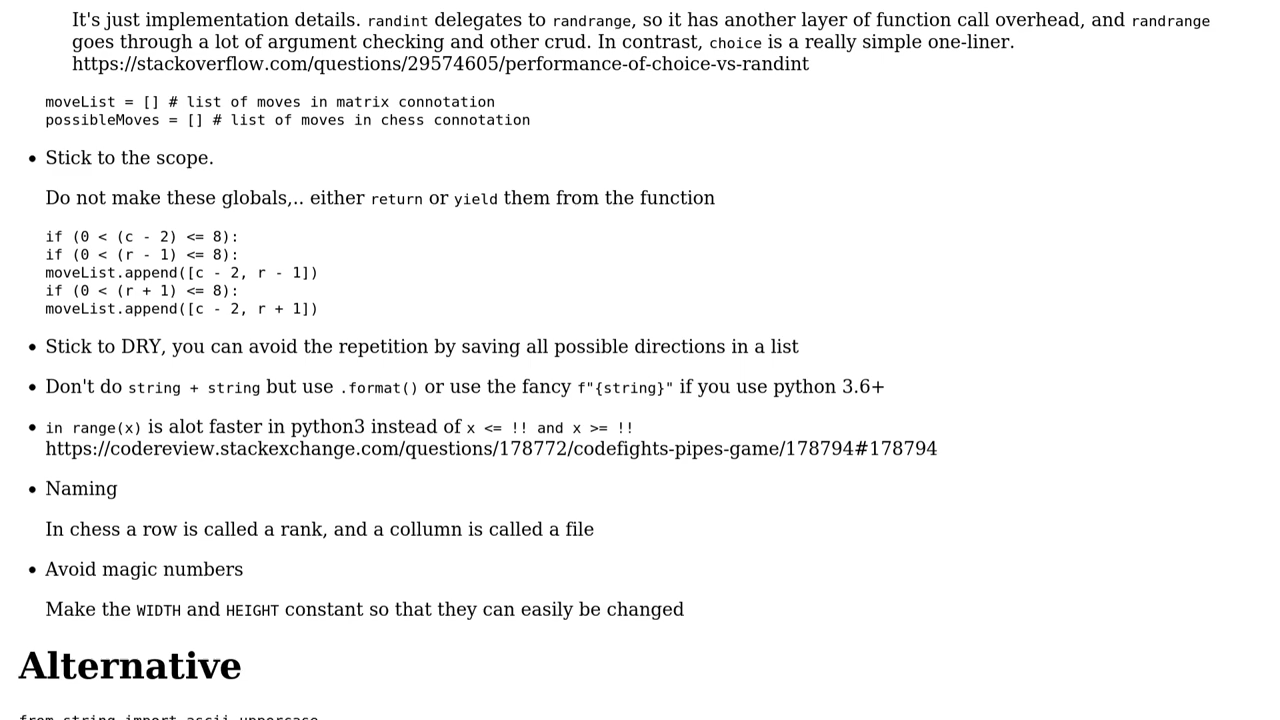 It's just implementation details. randint delegates to randrange, so it has another layer of function call overhead, and randrange
goes through a lot of argument checking and other crud. In contrast, choice is a really simple one-liner.
https://stackoverflow.com/questions/29574605/performance-of-choice-vs-randint
moveList = [] # list of moves in matrix connotation
possibleMoves = [] # list of moves in chess connotation
• Stick to the scope.
Do not make these globals,.. either return or yield them from the function
if (0 < (c - 2) <= 8):
if (0 < (r - 1) <= 8):
moveList.append([c - 2, r - 1])
if (0 < (r + 1) <= 8):
moveList.append([c - 2, r + 1])
• Stick to DRY, you can avoid the repetition by saving all possible directions in a list
• Don't do string + string but use .format() or use the fancy f"{string}" if you use python 3.6+
• in range(x) is alot faster in python3 instead of x <= !! and x >= !!
https://codereview.stackexchange.com/questions/178772/codefights-pipes-game/178794#178794
• Naming
In chess a row is called a rank, and a collumn is called a file
• Avoid magic numbers
Make the WIDTH and HEIGHT constant so that they can easily be changed
Alternative
from string import ascii_uppercase